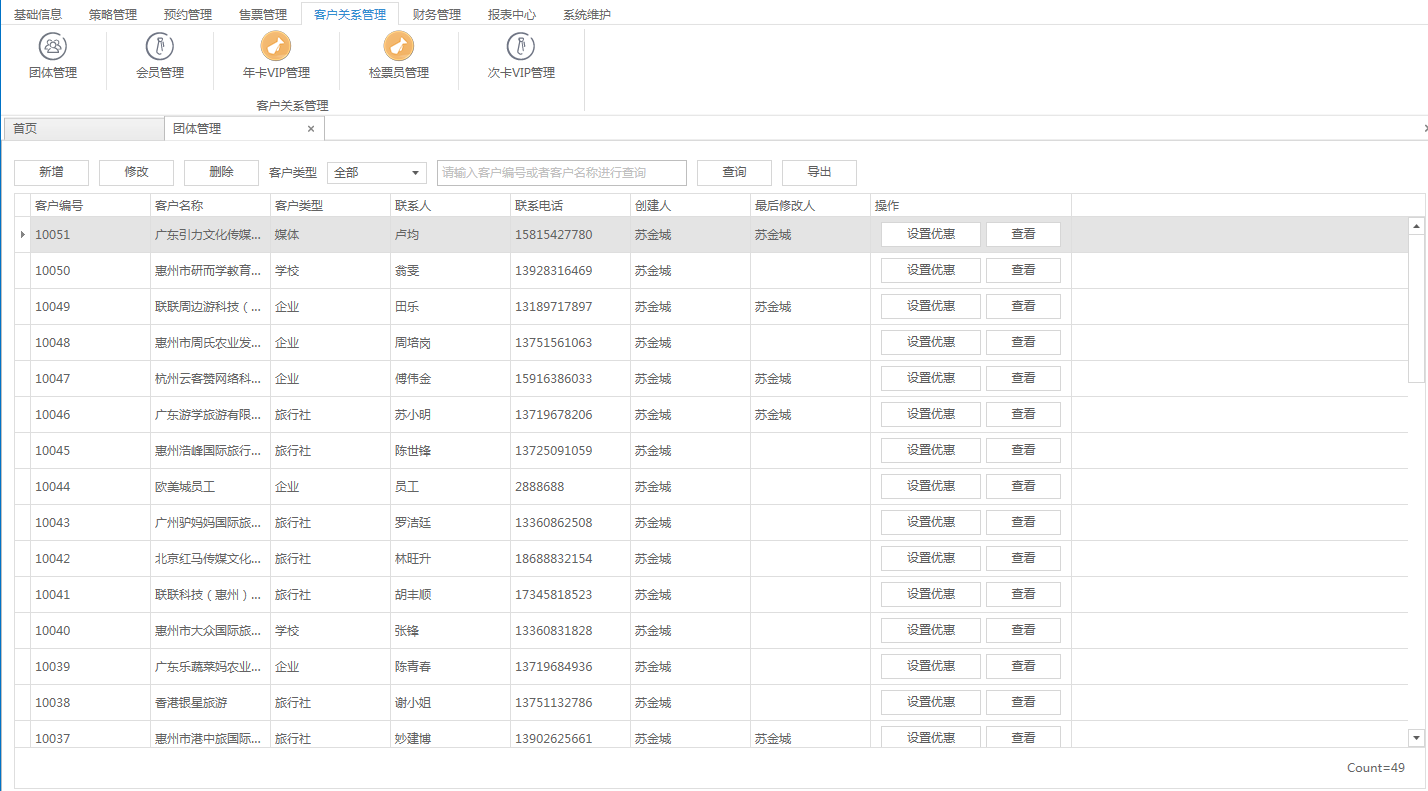 基础信息 策略管理 预约管理 售票管理 客户关系管理 财务管理 报表中心 系统维护
团体管理 会员管理 年卡VIP管理 检票员管理 次卡VIP管理
客户关系管理
首页 团体管理 ×
新增 修改 删除 客户类型 全部 请输入客户编号或者客户名称进行查询 查询 导出
客户编号 客户名称 客户类型 联系人 联系电话 创建人 最后修改人 操作
10051 广东引力文化传媒... 媒体 卢均 15815427780 苏金城 苏金城 设置优惠 查看
10050 惠州市研而学教育... 学校 翁雯 13928316469 苏金城 设置优惠 查看
10049 联联周边游科技（... 企业 田乐 13189717897 苏金城 苏金城 设置优惠 查看
10048 惠州市周氏农业发... 企业 周培岗 13751561063 苏金城 设置优惠 查看
10047 杭州云客赞网络科... 企业 傅伟金 15916386033 苏金城 苏金城 设置优惠 查看
10046 广东游学旅游有限... 旅行社 苏小明 13719678206 苏金城 苏金城 设置优惠 查看
10045 惠州浩峰国际旅行... 旅行社 陈世锋 13725091059 苏金城 设置优惠 查看
10044 欧美城员工 企业 员工 2888688 苏金城 设置优惠 查看
10043 广州驴妈妈国际旅... 旅行社 罗洁廷 13360862508 苏金城 设置优惠 查看
10042 北京红马传媒文化... 旅行社 林旺升 18688832154 苏金城 设置优惠 查看
10041 联联科技（惠州）... 旅行社 胡丰顺 17345818523 苏金城 设置优惠 查看
10040 惠州市大众国际旅... 学校 张锋 13360831828 苏金城 设置优惠 查看
10039 广东乐蔬菜妈农业... 企业 陈青春 13719684936 苏金城 设置优惠 查看
10038 香港银星旅游 旅行社 谢小姐 13751132786 苏金城 设置优惠 查看
10037 惠州市港中旅国际... 旅行社 妙建博 13902625661 苏金城 苏金城 设置优惠 查看
Count=49